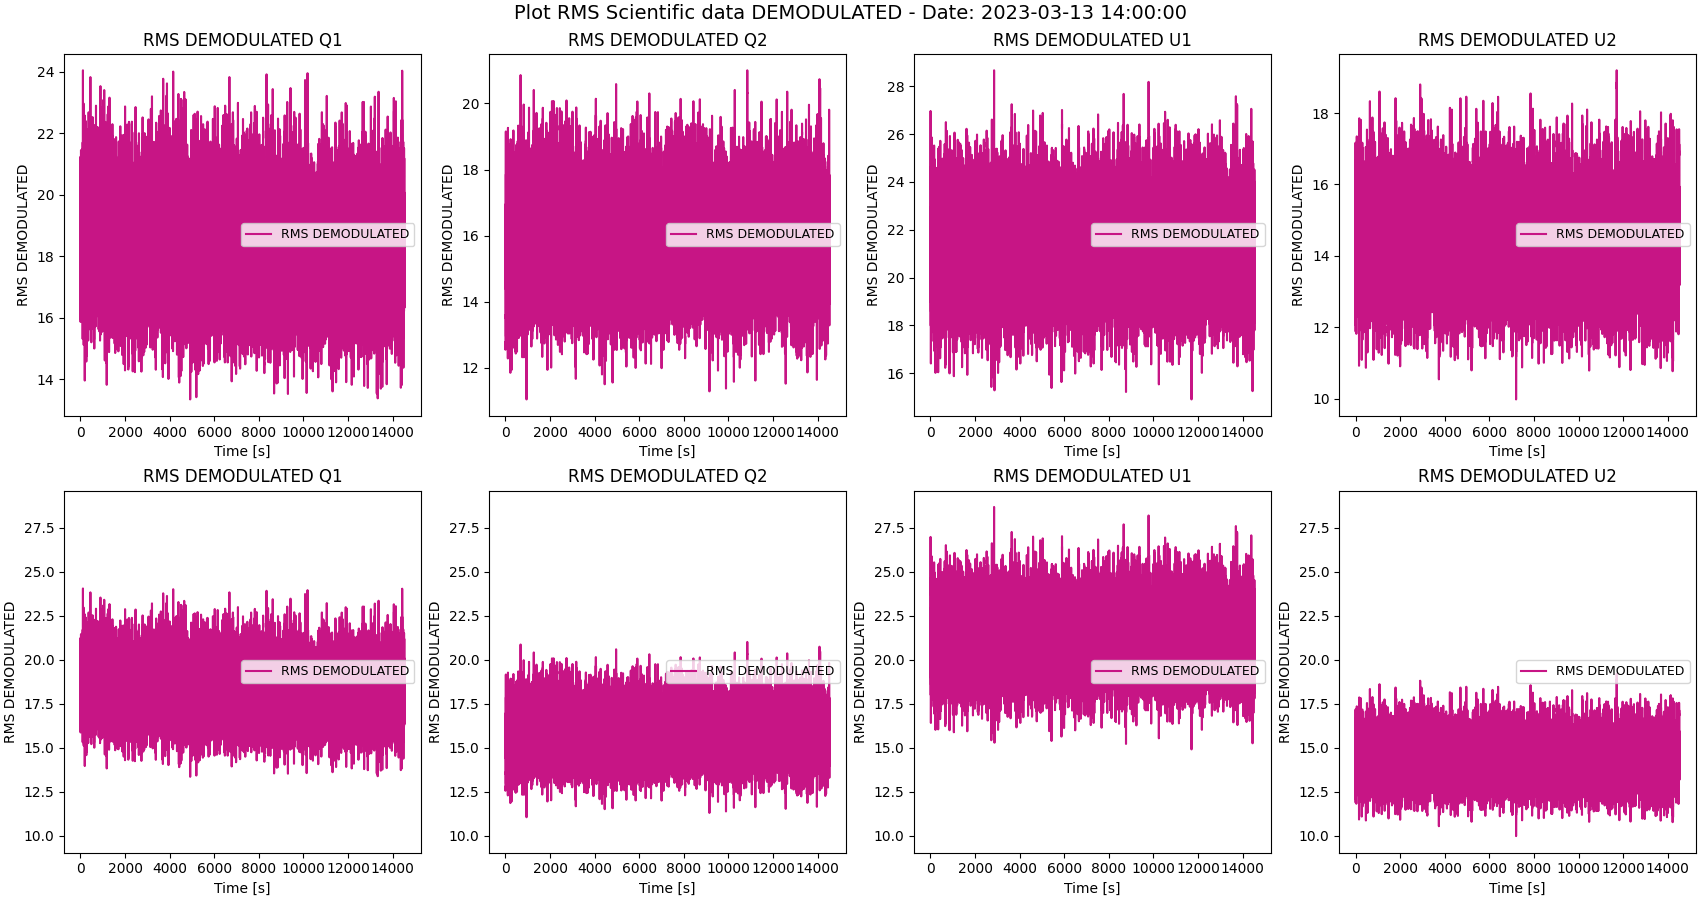 Plot RMS Scientific data DEMODULATED - Date: 2023-03-13 14:00:00
RMS DEMODULATED Q1
RMS DEMODULATED
24
22
20
18
16
14
RMS DEMODULATED
0 2000 4000 6000 8000 10000 12000 14000
Time [s]
RMS DEMODULATED Q2
RMS DEMODULATED
20
18
16
14
12
RMS DEMODULATED
0 2000 4000 6000 8000 10000 12000 14000
Time [s]
RMS DEMODULATED U1
RMS DEMODULATED
28
26
24
22
20
18
16
RMS DEMODULATED
0 2000 4000 6000 8000 10000 12000 14000
Time [s]
RMS DEMODULATED U2
RMS DEMODULATED
18
16
14
12
10
RMS DEMODULATED
0 2000 4000 6000 8000 10000 12000 14000
Time [s]
RMS DEMODULATED Q1
RMS DEMODULATED
27.5
25.0
22.5
20.0
17.5
15.0
12.5
10.0
RMS DEMODULATED
0 2000 4000 6000 8000 10000 12000 14000
Time [s]
RMS DEMODULATED Q2
RMS DEMODULATED
27.5
25.0
22.5
20.0
17.5
15.0
12.5
10.0
RMS DEMODULATED
0 2000 4000 6000 8000 10000 12000 14000
Time [s]
RMS DEMODULATED U1
RMS DEMODULATED
27.5
25.0
22.5
20.0
17.5
15.0
12.5
10.0
RMS DEMODULATED
0 2000 4000 6000 8000 10000 12000 14000
Time [s]
RMS DEMODULATED U2
RMS DEMODULATED
27.5
25.0
22.5
20.0
17.5
15.0
12.5
10.0
RMS DEMODULATED
0 2000 4000 6000 8000 10000 12000 14000
Time [s]